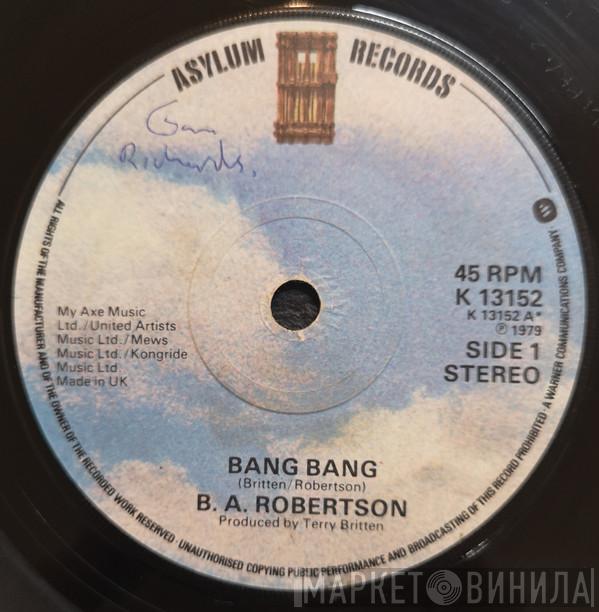 ASYLUM RECORDS
Richards,
45 RPM
K 13152
K 13152 A*
℗ 1979
SIDE 1
STEREO
My Axe Music
Ltd./United Artists
Music Ltd./Mews
Music Ltd./Kongride
Music Ltd
Made in UK
BANG BANG
(Britten/Robertson)
B. A. ROBERTSON
Produced by Terry Britten
ALL RIGHTS OF THE MANUFACTURER AND OF THE OWNER OF THE RECORDED WORK RESERVED · UNAUTHORISED COPYING PUBLIC PERFORMANCE AND BROADCASTING OF THIS RECORD PROHIBITED · A WARNER COMMUNICATIONS COMPANY
МАРКЕТ ВИНИЛА